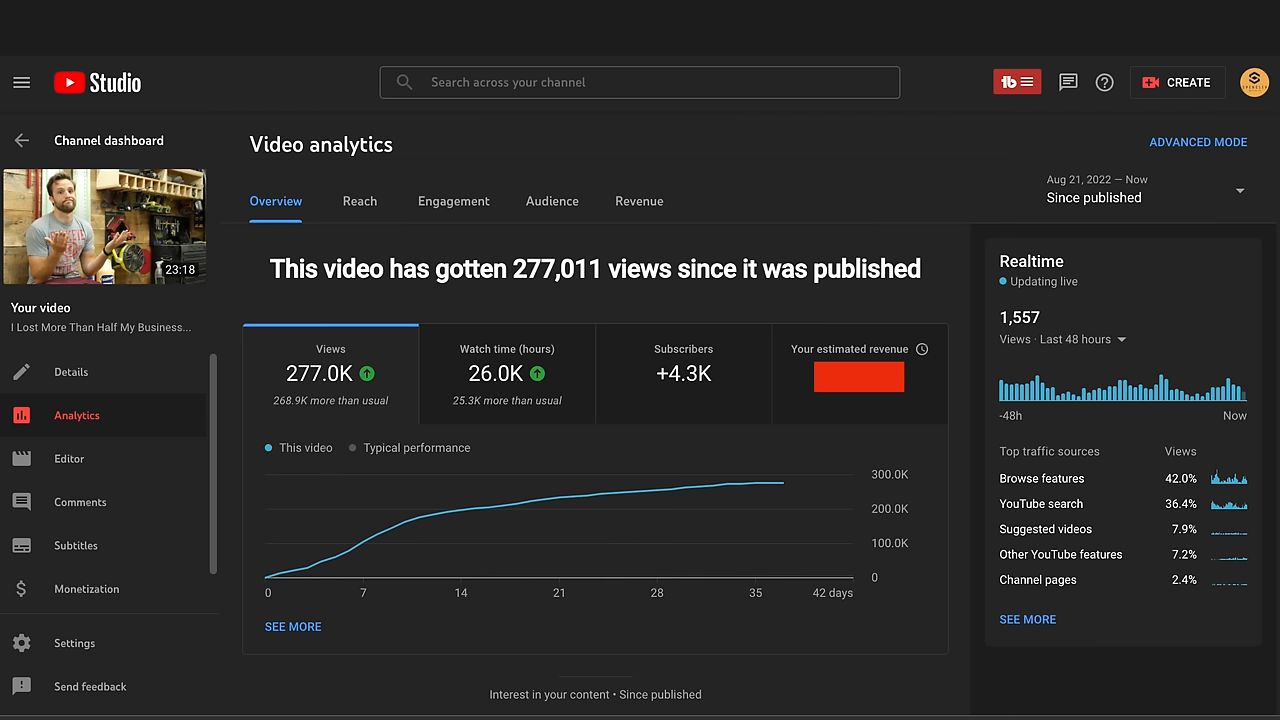 Studio
Search across your channel
CREATE
Channel dashboard
23:18
Your video
I Lost More Than Half My Business...
Details
Analytics
Editor
Comments
Subtitles
Monetization
Settings
Send feedback
Video analytics
ADVANCED MODE
Overview
Reach
Engagement
Audience
Revenue
Aug 21, 2022 — Now
Since published
This video has gotten 277,011 views since it was published
Views
277.0K
268.9K more than usual
Watch time (hours)
26.0K
25.3K more than usual
Subscribers
+4.3K
Your estimated revenue
This video
Typical performance
300.0K
200.0K
100.0K
0
0 7 14 21 28 35 42 days
SEE MORE
Interest in your content • Since published
Realtime
Updating live
1,557
Views · Last 48 hours
-48h Now
Top traffic sources Views
Browse features 42.0%
YouTube search 36.4%
Suggested videos 7.9%
Other YouTube features 7.2%
Channel pages 2.4%
SEE MORE